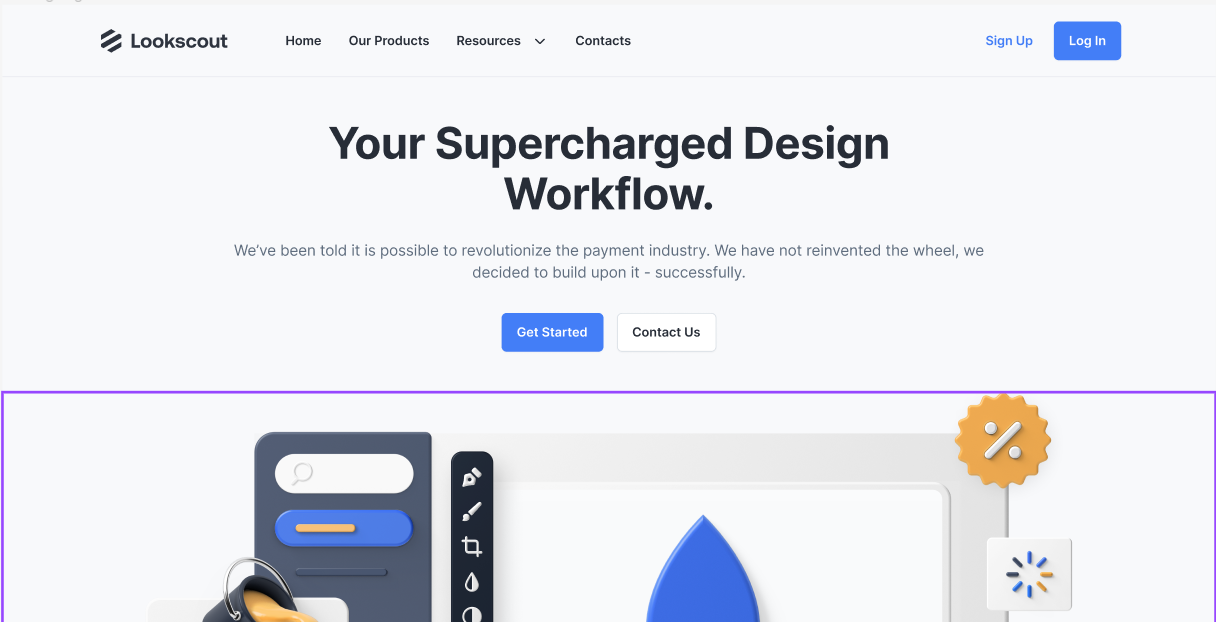 Lookscout
Home
Our Products
Resources
Contacts
Sign Up
Log In
Your Supercharged Design
Workflow.
We’ve been told it is possible to revolutionize the payment industry. We have not reinvented the wheel, we
decided to build upon it - successfully.
Get Started
Contact Us
%